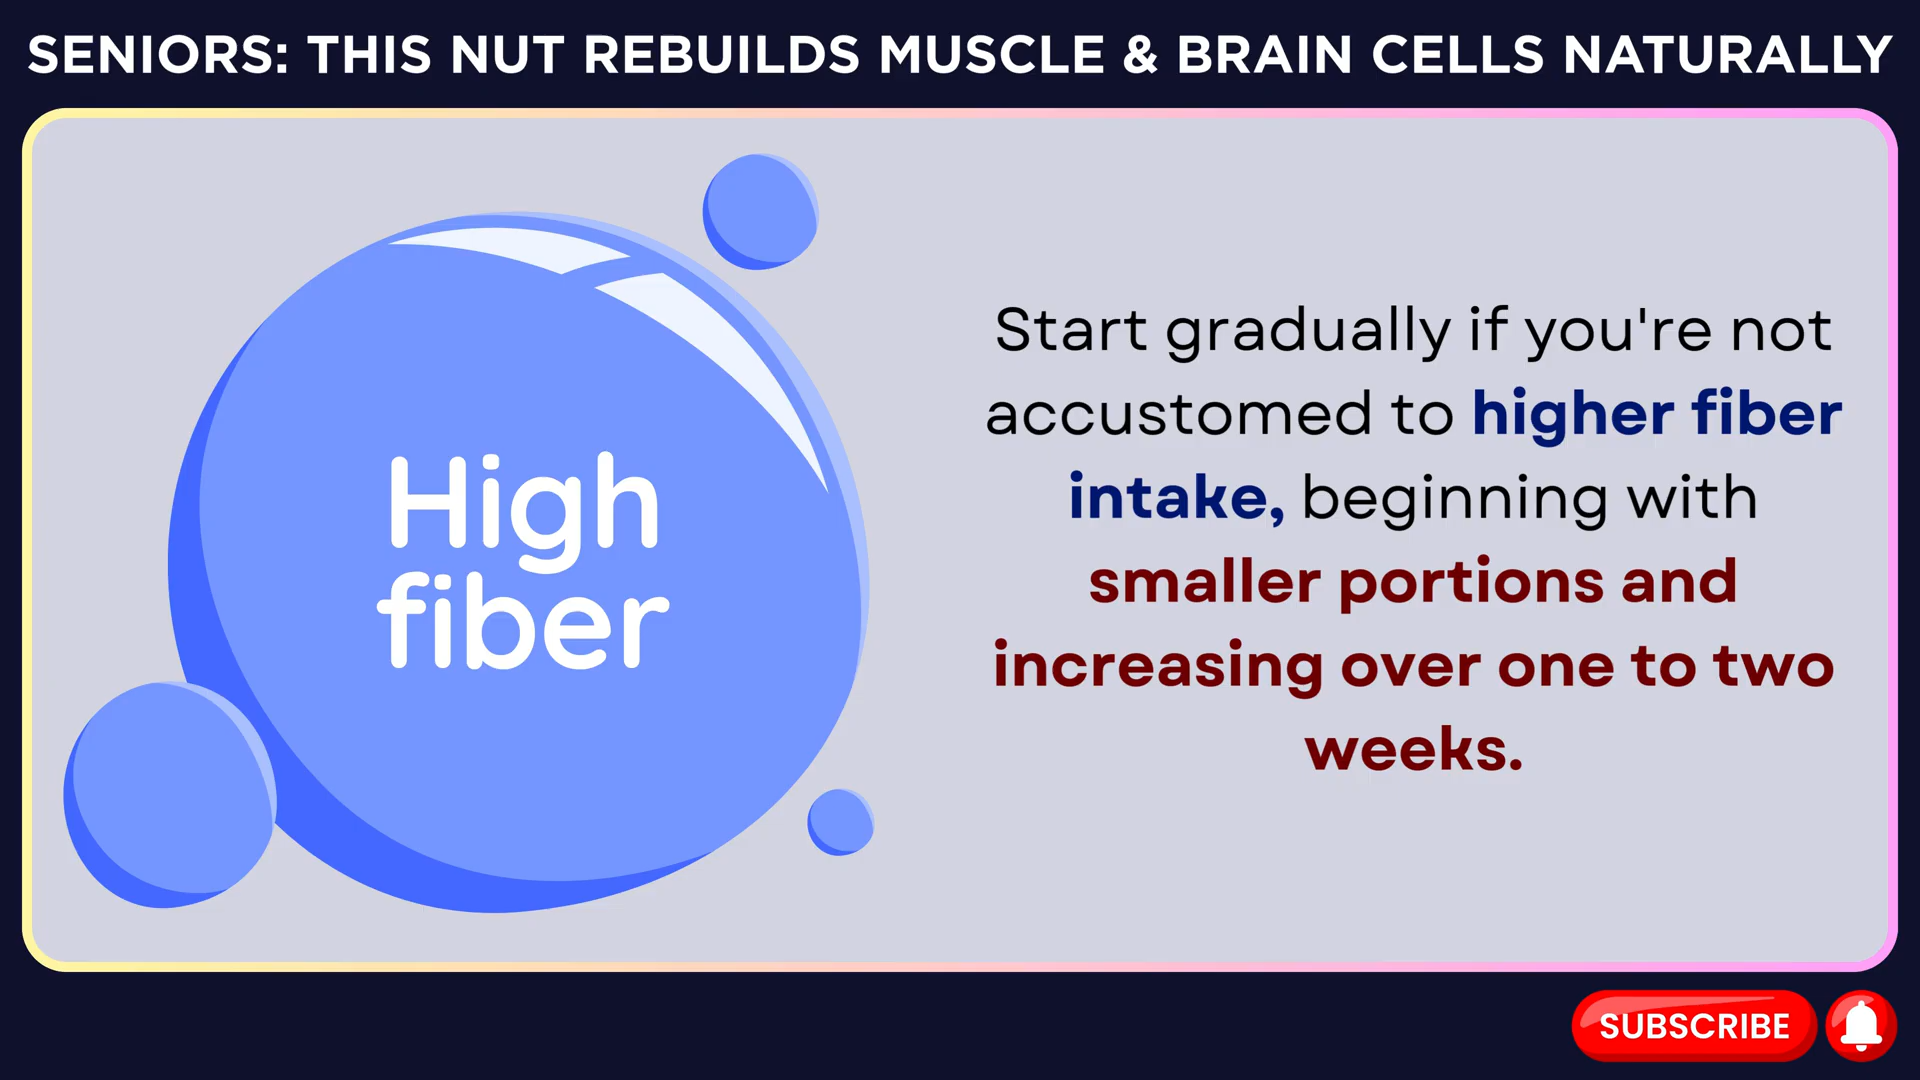 SENIORS: THIS NUT REBUILDS MUSCLE & BRAIN CELLS NATURALLY
High
fiber
Start gradually if you're not
accustomed to higher fiber
intake, beginning with
smaller portions and
increasing over one to two
weeks.
SUBSCRIBE